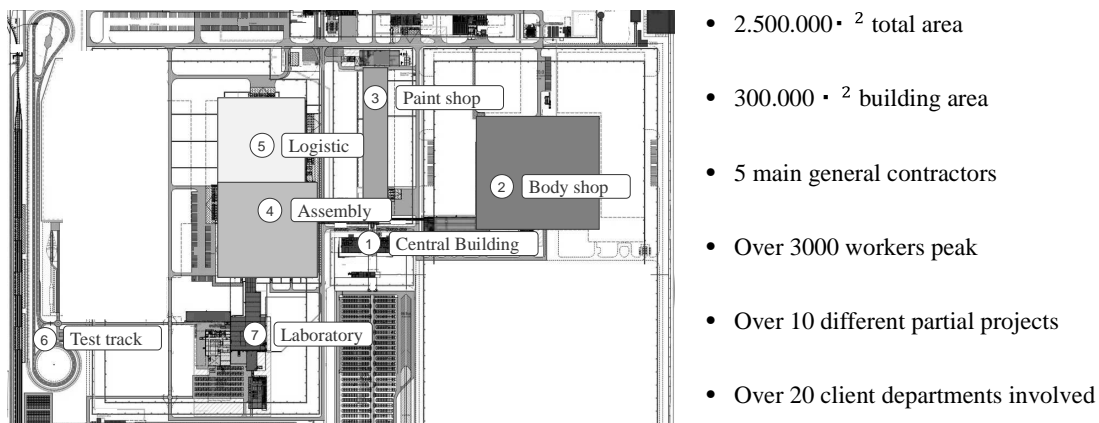 3 Paint shop
5 Logistic
2 Body shop
4 Assembly
1 Central Building
6 Test track
7 Laboratory
• 2.500.000· ² total area
• 300.000 · ² building area
• 5 main general contractors
• Over 3000 workers peak
• Over 10 different partial projects
• Over 20 client departments involved